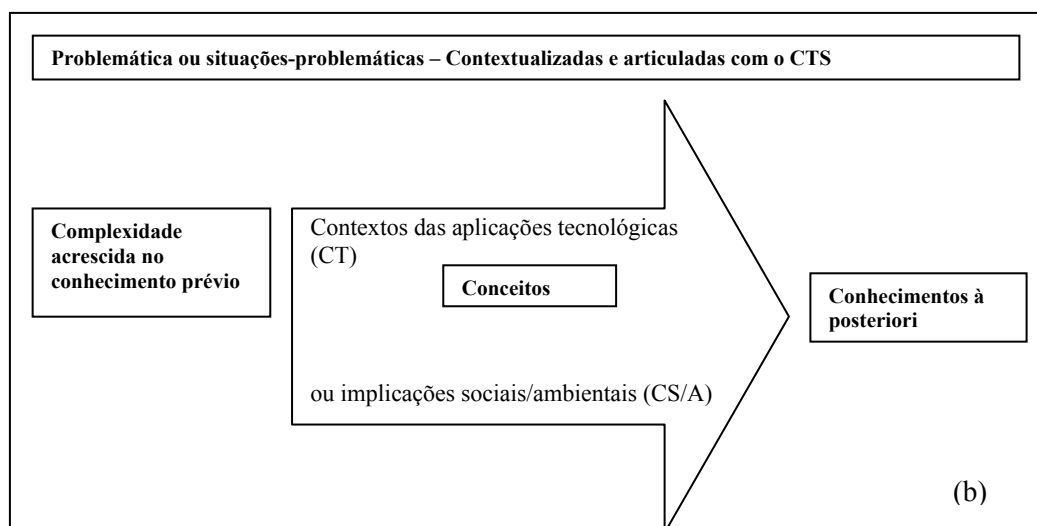 Problemática ou situações-problemáticas – Contextualizadas e articuladas com o CTS
Complexidade
acrescida no
conhecimento prévio
Contextos das aplicações tecnológicas
(CT)
Conceitos
ou implicações sociais/ambientais (CS/A)
Conhecimentos à
posteriori
(b)